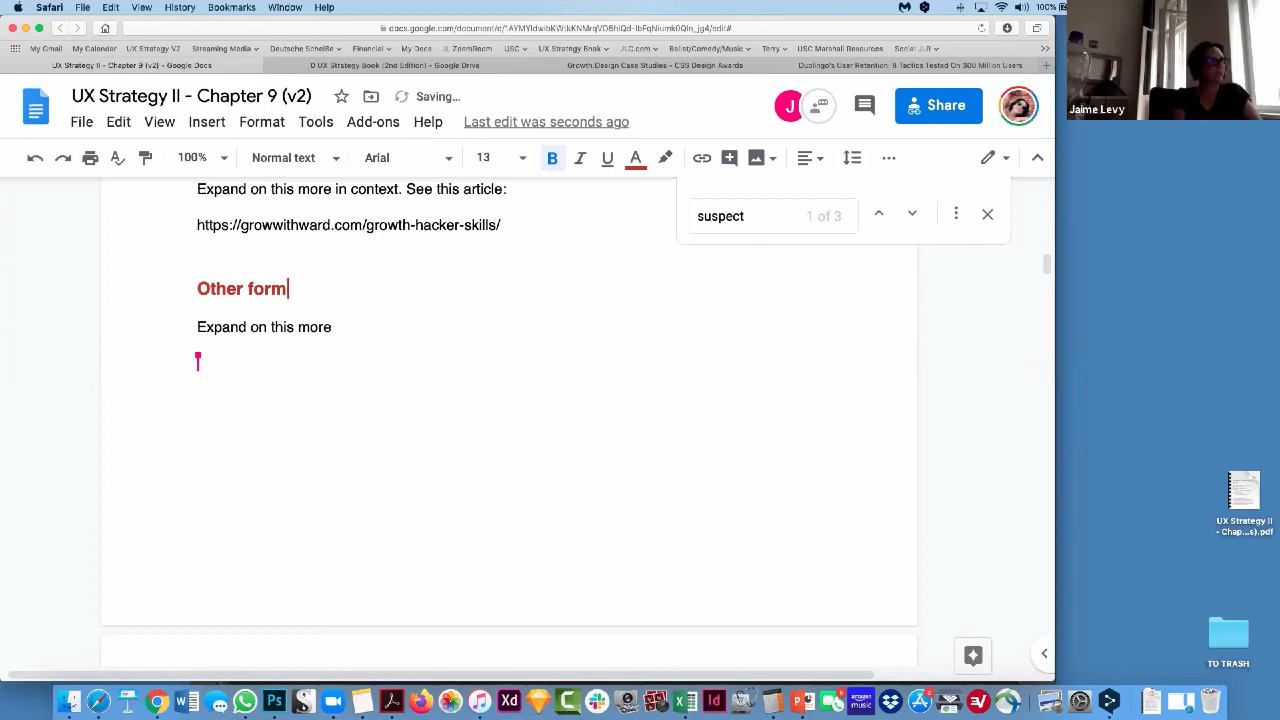 Safari File Edit View History Bookmarks Window Help 100%
docs.google.com/document/d/
My Gmail My Calendar UX Strategy V2 Streaming Media Deutsche Scheiße Financial My Docs JL ZoomRoom USC UX Strategy Book JLC.com Ballet/Comedy/Music Terry USC Marshall Resources Social JLR
UX Strategy II - Chapter 9 (v2) - Google Docs D UX Strategy Book (2nd Edition) - Google Drive Growth.Design Case Studies - CSS Design Awards Duolingo's User Retention: 8 Tactics Tested On 300 Million Users
Jaime Levy
UX Strategy II - Chapter 9 (v2) Saving...
J
Share
File Edit View Insert Format Tools Add-ons Help Last edit was seconds ago
100% Normal text Arial 13 B I U A
Expand on this more in context. See this article:
suspect 1 of 3
https://growwithward.com/growth-hacker-skills/
Other form
Expand on this more
UX Strategy II
- Chap...s).pdf
TO TRASH